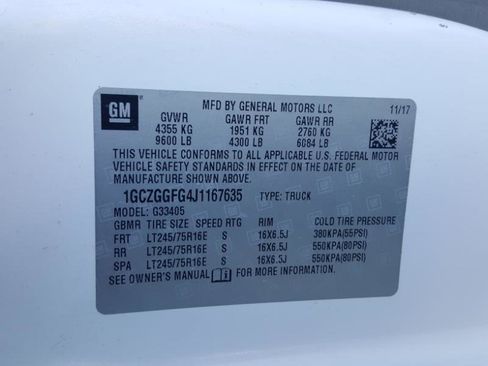 GM
MFD BY GENERAL MOTORS LLC 11/17
GVWR GAWR FRT GAWR RR
4355 KG 1951 KG 2760 KG
9600 LB 4300 LB 6084 LB
THIS VEHICLE CONFORMS TO ALL APPLICABLE U.S. FEDERAL MOTOR
VEHICLE SAFETY STANDARDS IN EFFECT ON THE DATE OF
MANUFACTURE SHOWN ABOVE.
1GCZGGFG4J1167635 TYPE: TRUCK
MODEL: G33405
GBMR TIRE SIZE SPEED RTG RIM COLD TIRE PRESSURE
FRT LT245/75R16E S 16X6.5J 380KPA(55PSI)
RR LT245/75R16E S 16X6.5J 550KPA(80PSI)
SPA LT245/75R16E S 16X6.5J 550KPA(80PSI)
SEE OWNER'S MANUAL FOR MORE INFORMATION.